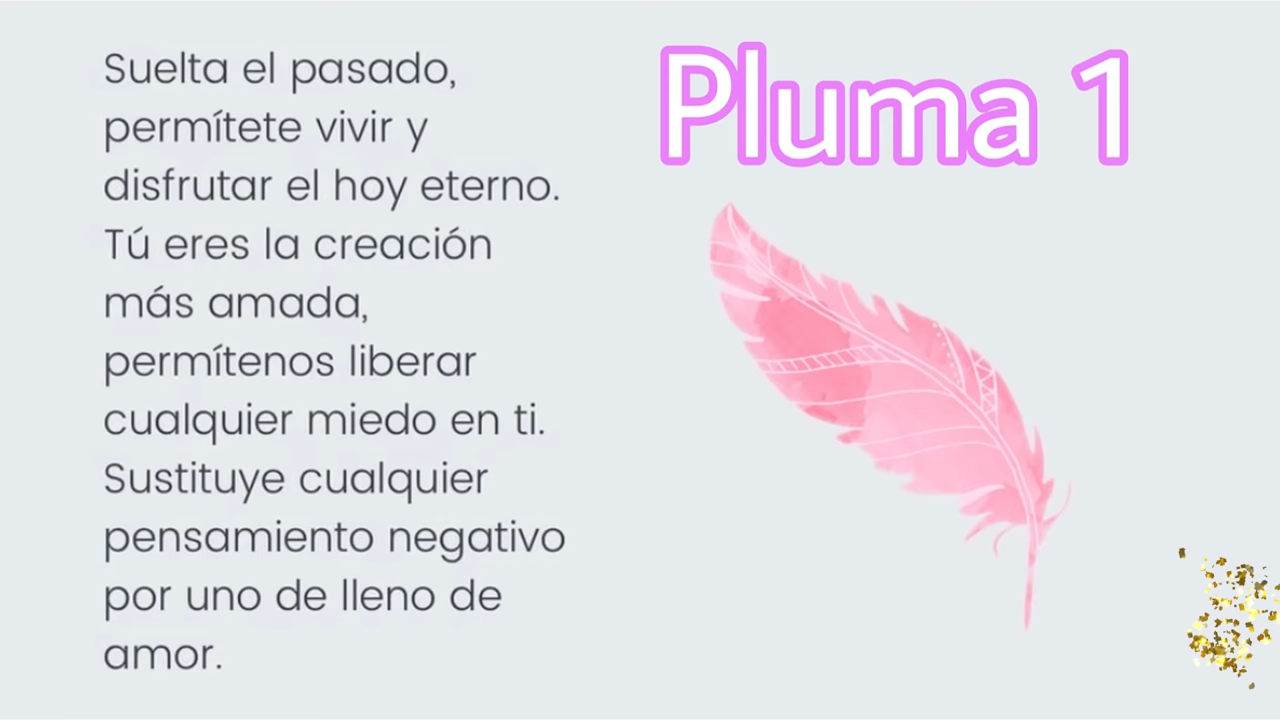 Suelta el pasado,
permítete vivir y
disfrutar el hoy eterno.
Tú eres la creación
más amada,
permítenos liberar
cualquier miedo en ti.
Sustituye cualquier
pensamiento negativo
por uno de lleno de
amor.
Pluma 1